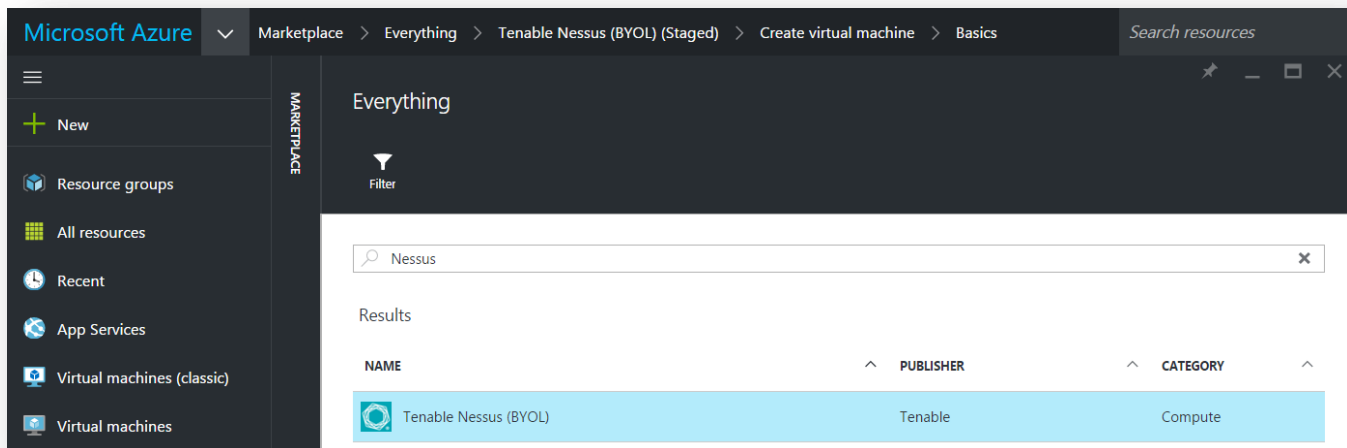 Microsoft Azure Marketplace > Everything > Tenable Nessus (BYOL) (Staged) > Create virtual machine > Basics Search resources
MARKETPLACE
Everything
New
Filter
Resource groups
All resources
Nessus
Recent
Results
App Services
NAME PUBLISHER CATEGORY
Virtual machines (classic)
Tenable Nessus (BYOL) Tenable Compute
Virtual machines